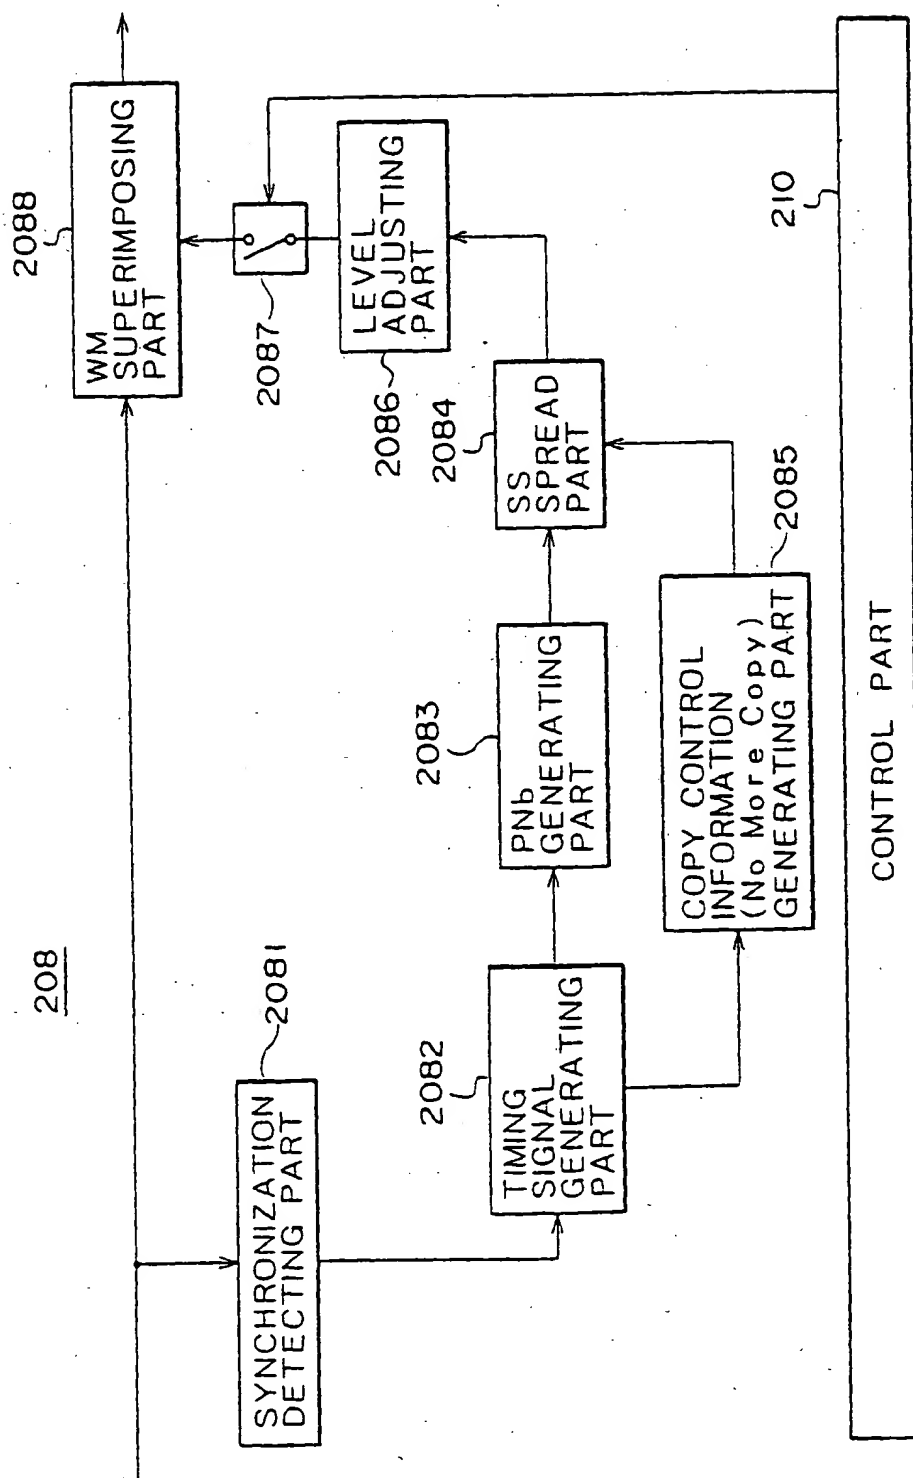 208
SYNCHRONIZATION
DETECTING PART
2081
TIMING
SIGNAL
GENERATING
PART
2082
PNb
GENERATING
PART
2083
COPY CONTROL
INFORMATION
(No More Copy)
GENERATING PART
2085
SS
SPREAD
PART
2084
LEVEL
ADJUSTING
PART
2086
2087
WM
SUPERIMPOSING
PART
2088
CONTROL PART
210